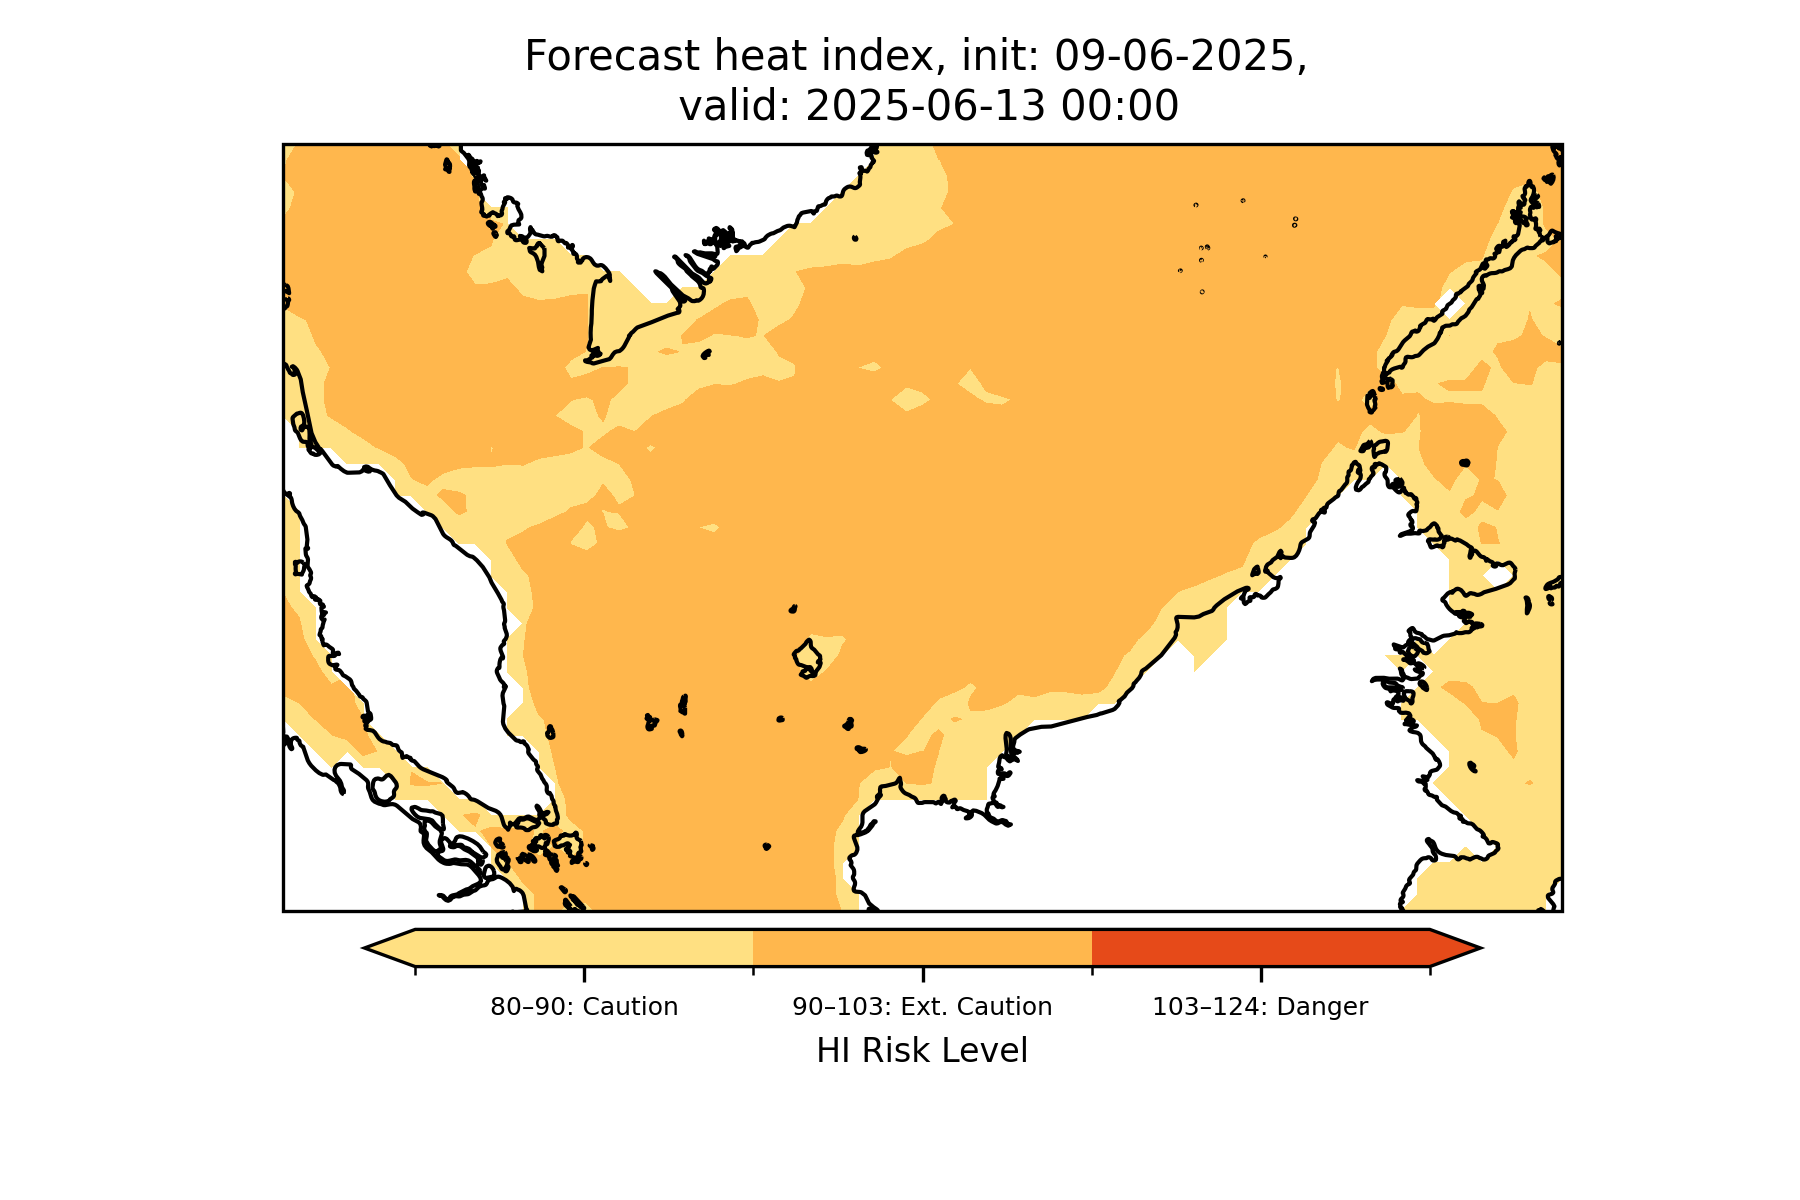 Forecast heat index, init: 09-06-2025,
valid: 2025-06-13 00:00
80–90: Caution
90–103: Ext. Caution
103–124: Danger
HI Risk Level